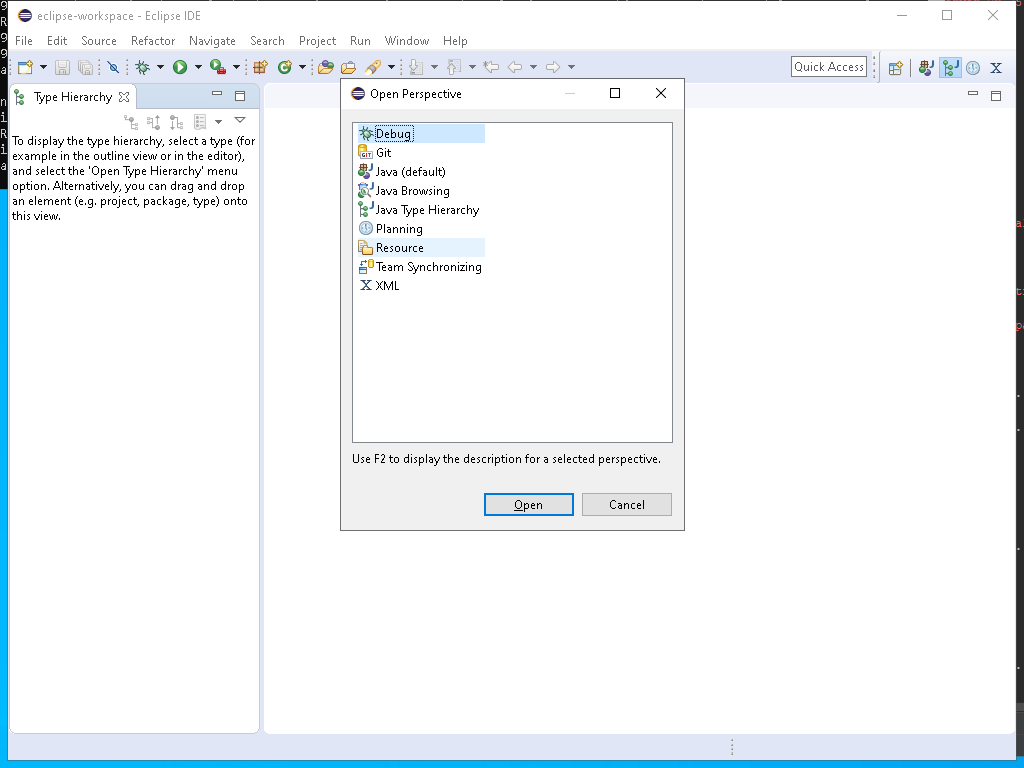 eclipse-workspace - Eclipse IDE
File Edit Source Refactor Navigate Search Project Run Window Help
Quick Access
X
Type Hierarchy
To display the type hierarchy, select a type (for
example in the outline view or in the editor),
and select the 'Open Type Hierarchy' menu
option. Alternatively, you can drag and drop
an element (e.g. project, package, type) onto
this view.
Open Perspective
Debug
GIT Git
Java (default)
Java Browsing
Java Type Hierarchy
Planning
Resource
Team Synchronizing
X XML
Use F2 to display the description for a selected perspective.
Open Cancel